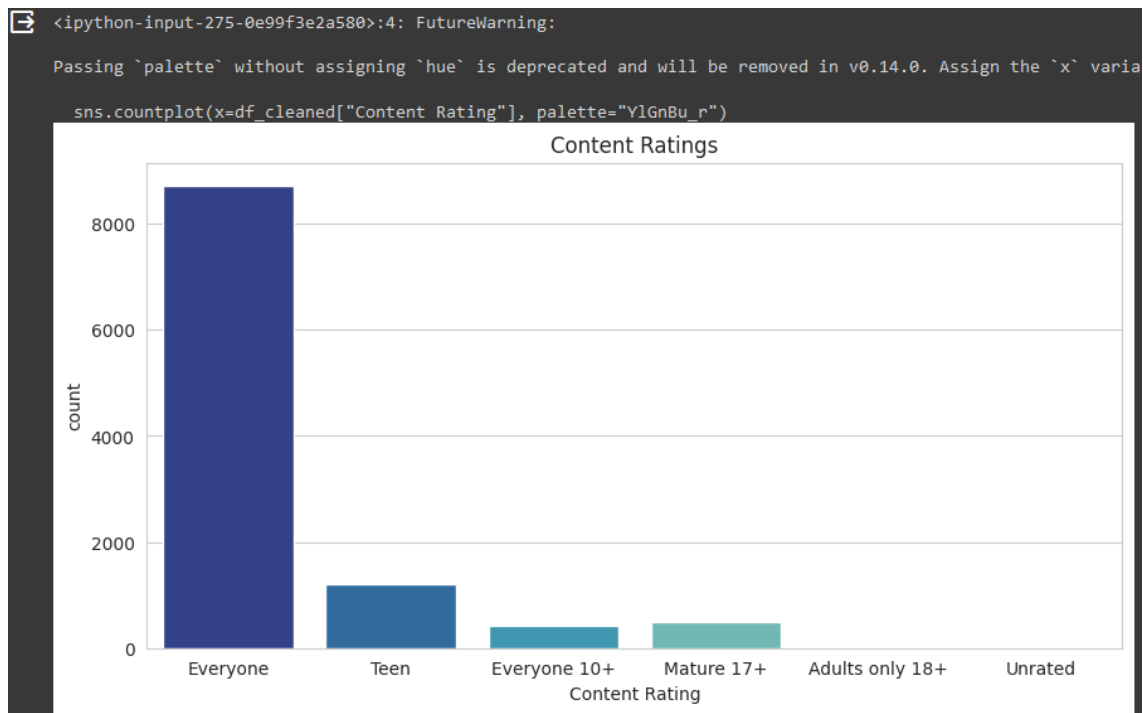 <ipython-input-275-0e99f3e2a580>:4: FutureWarning:
Passing `palette` without assigning `hue` is deprecated and will be removed in v0.14.0. Assign the `x` varia
sns.countplot(x=df_cleaned["Content Rating"], palette="YlGnBu_r")
Content Ratings
8000
6000
4000
2000
0
count
Everyone Teen Everyone 10+ Mature 17+ Adults only 18+ Unrated
Content Rating